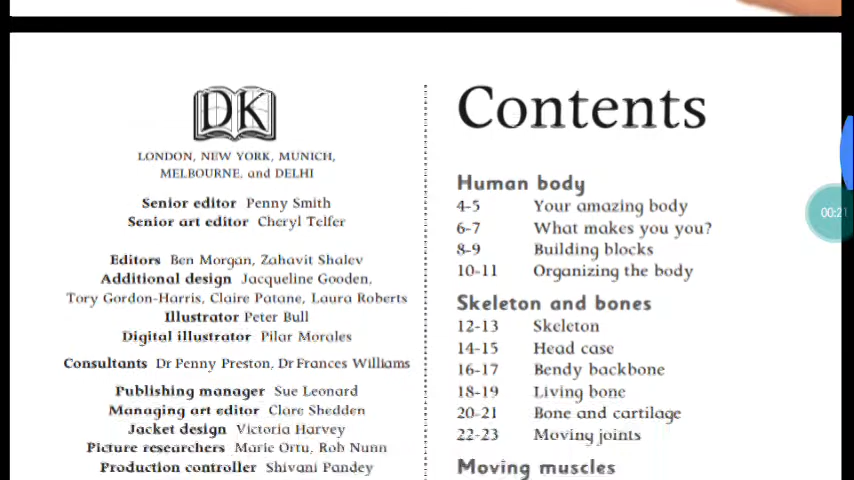 DK
LONDON, NEW YORK, MUNICH,
MELBOURNE, and DELHI
Senior editor Penny Smith
Senior art editor Cheryl Telfer
Editors Ben Morgan, Zahavit Shalev
Additional design Jacqueline Gooden,
Tory Gordon-Harris, Claire Patane, Laura Roberts
Illustrator Peter Bull
Digital illustrator Pilar Morales
Consultants Dr Penny Preston, Dr Frances Williams
Publishing manager Sue Leonard
Managing art editor Clare Shedden
Jacket design Victoria Harvey
Picture researchers Marie Ortu, Rob Nunn
Production controller Shivani Pandey
Contents
Human body
4-5 Your amazing body
6-7 What makes you you?
8-9 Building blocks
10-11 Organizing the body
Skeleton and bones
12-13 Skeleton
14-15 Head case
16-17 Bendy backbone
18-19 Living bone
20-21 Bone and cartilage
22-23 Moving joints
Moving muscles
00:21